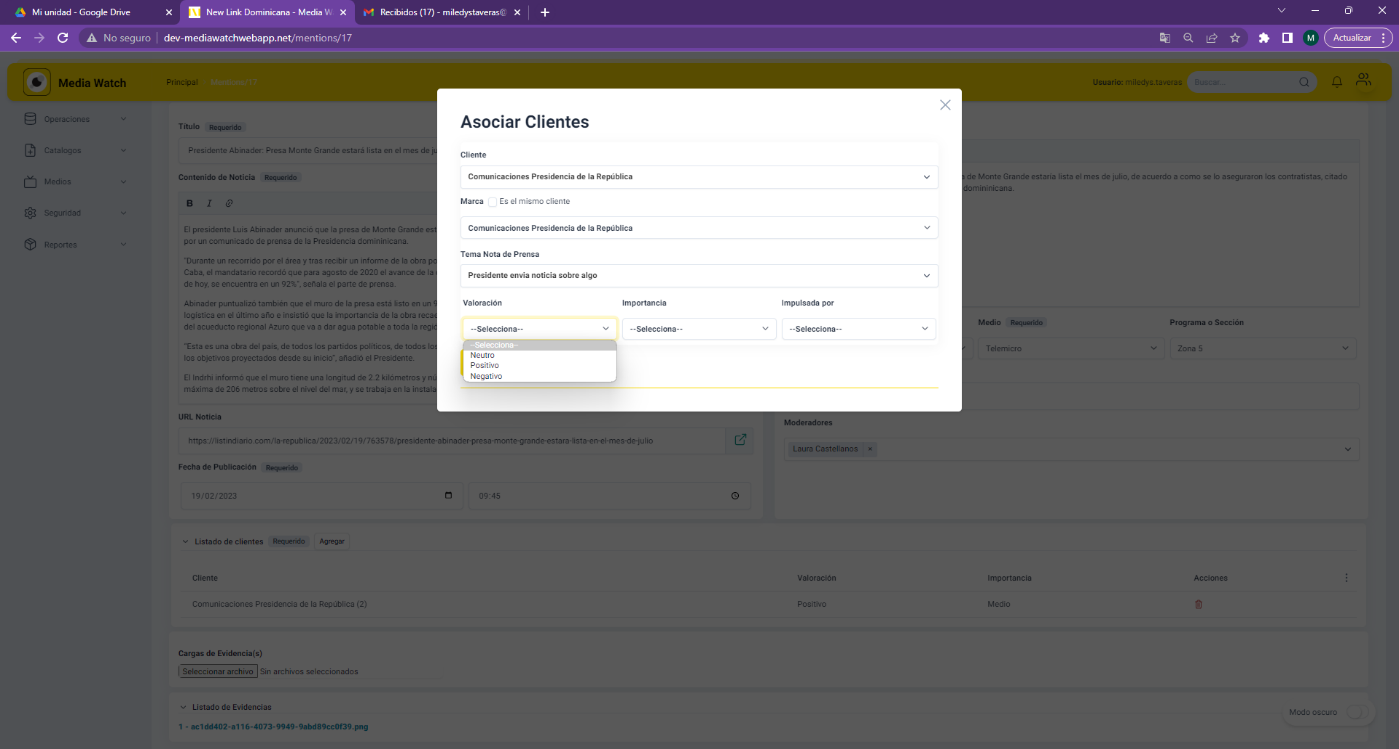 Mi unidad - Google Drive
New Link Dominicana - Media W
Recibidos (17) - miledystaveras@
No seguro
dev-mediawatchwebapp.net/mentions/17
M
Actualizar
Media Watch
Principal
Mentions/17
Usuario: miledys.taveras
Buscar...
Operaciones
Catalogos
Medios
Seguridad
Reportes
Titulo Requerido
Presidente Abinader: Presa Monte Grande estará lista en el mes de ju
Contenido de Noticia Requerido
B I
El presidente Luis Abinader anunció que la presa de Monte Grande est
por un comunicado de prensa de la Presidencia dominicana.
"Durante un recorrido por el área y tras recibir un informe de la obra po
Caba, el mandatario recordó que para agosto de 2020 el avance de la
de hoy, se encuentra en un 92%", señala el parte de prensa.
Abinader puntualizó también que el muro de la presa está listo en un 9
logística en el último año e insistió que la importancia de la obra recae
del acueducto regional Azuro que va a dar agua potable a toda la regió
"Esta es una obra del país, de todos los partidos políticos, de todos los
los objetivos proyectados desde su inicio", añadió el Presidente.
El Indrhi informó que el muro tiene una longitud de 2.2 kilómetros y nu
máxima de 206 metros sobre el nivel del mar, y se trabaja en la instala
URL Noticia
https://listindiario.com/la-republica/2023/02/19/763578/presidente-abinader-presa-monte-grande-estara-lista-en-el-mes-de-julio
Fecha de Publicación Requerido
19/02/2023
09:45
a de Monte Grande estaría lista el mes de julio, de acuerdo a como se lo aseguraron los contratistas, citado
domininicana.
Medio Requerido
Programa o Sección
Telemicro
Zona 5
Moderadores
Laura Castellanos ×
Asociar Clientes
Cliente
Comunicaciones Presidencia de la República
Marca Es el mismo cliente
Comunicaciones Presidencia de la República
Tema Nota de Prensa
Presidente envia noticia sobre algo
Valoración
Importancia
Impulsada por
--Selecciona--
--Selecciona--
--Selecciona--
--Selecciona--
Neutro
Positivo
Negativo
Listado de clientes Requerido Agregar
Cliente
Valoración
Importancia
Acciones
Comunicaciones Presidencia de la República (2)
Positivo
Medio
Cargas de Evidencia(s)
Seleccionar archivo Sin archivos seleccionados
Listado de Evidencias
1 - ac1dd402-a116-4073-9949-9abd89cc0f39.png
Modo oscuro